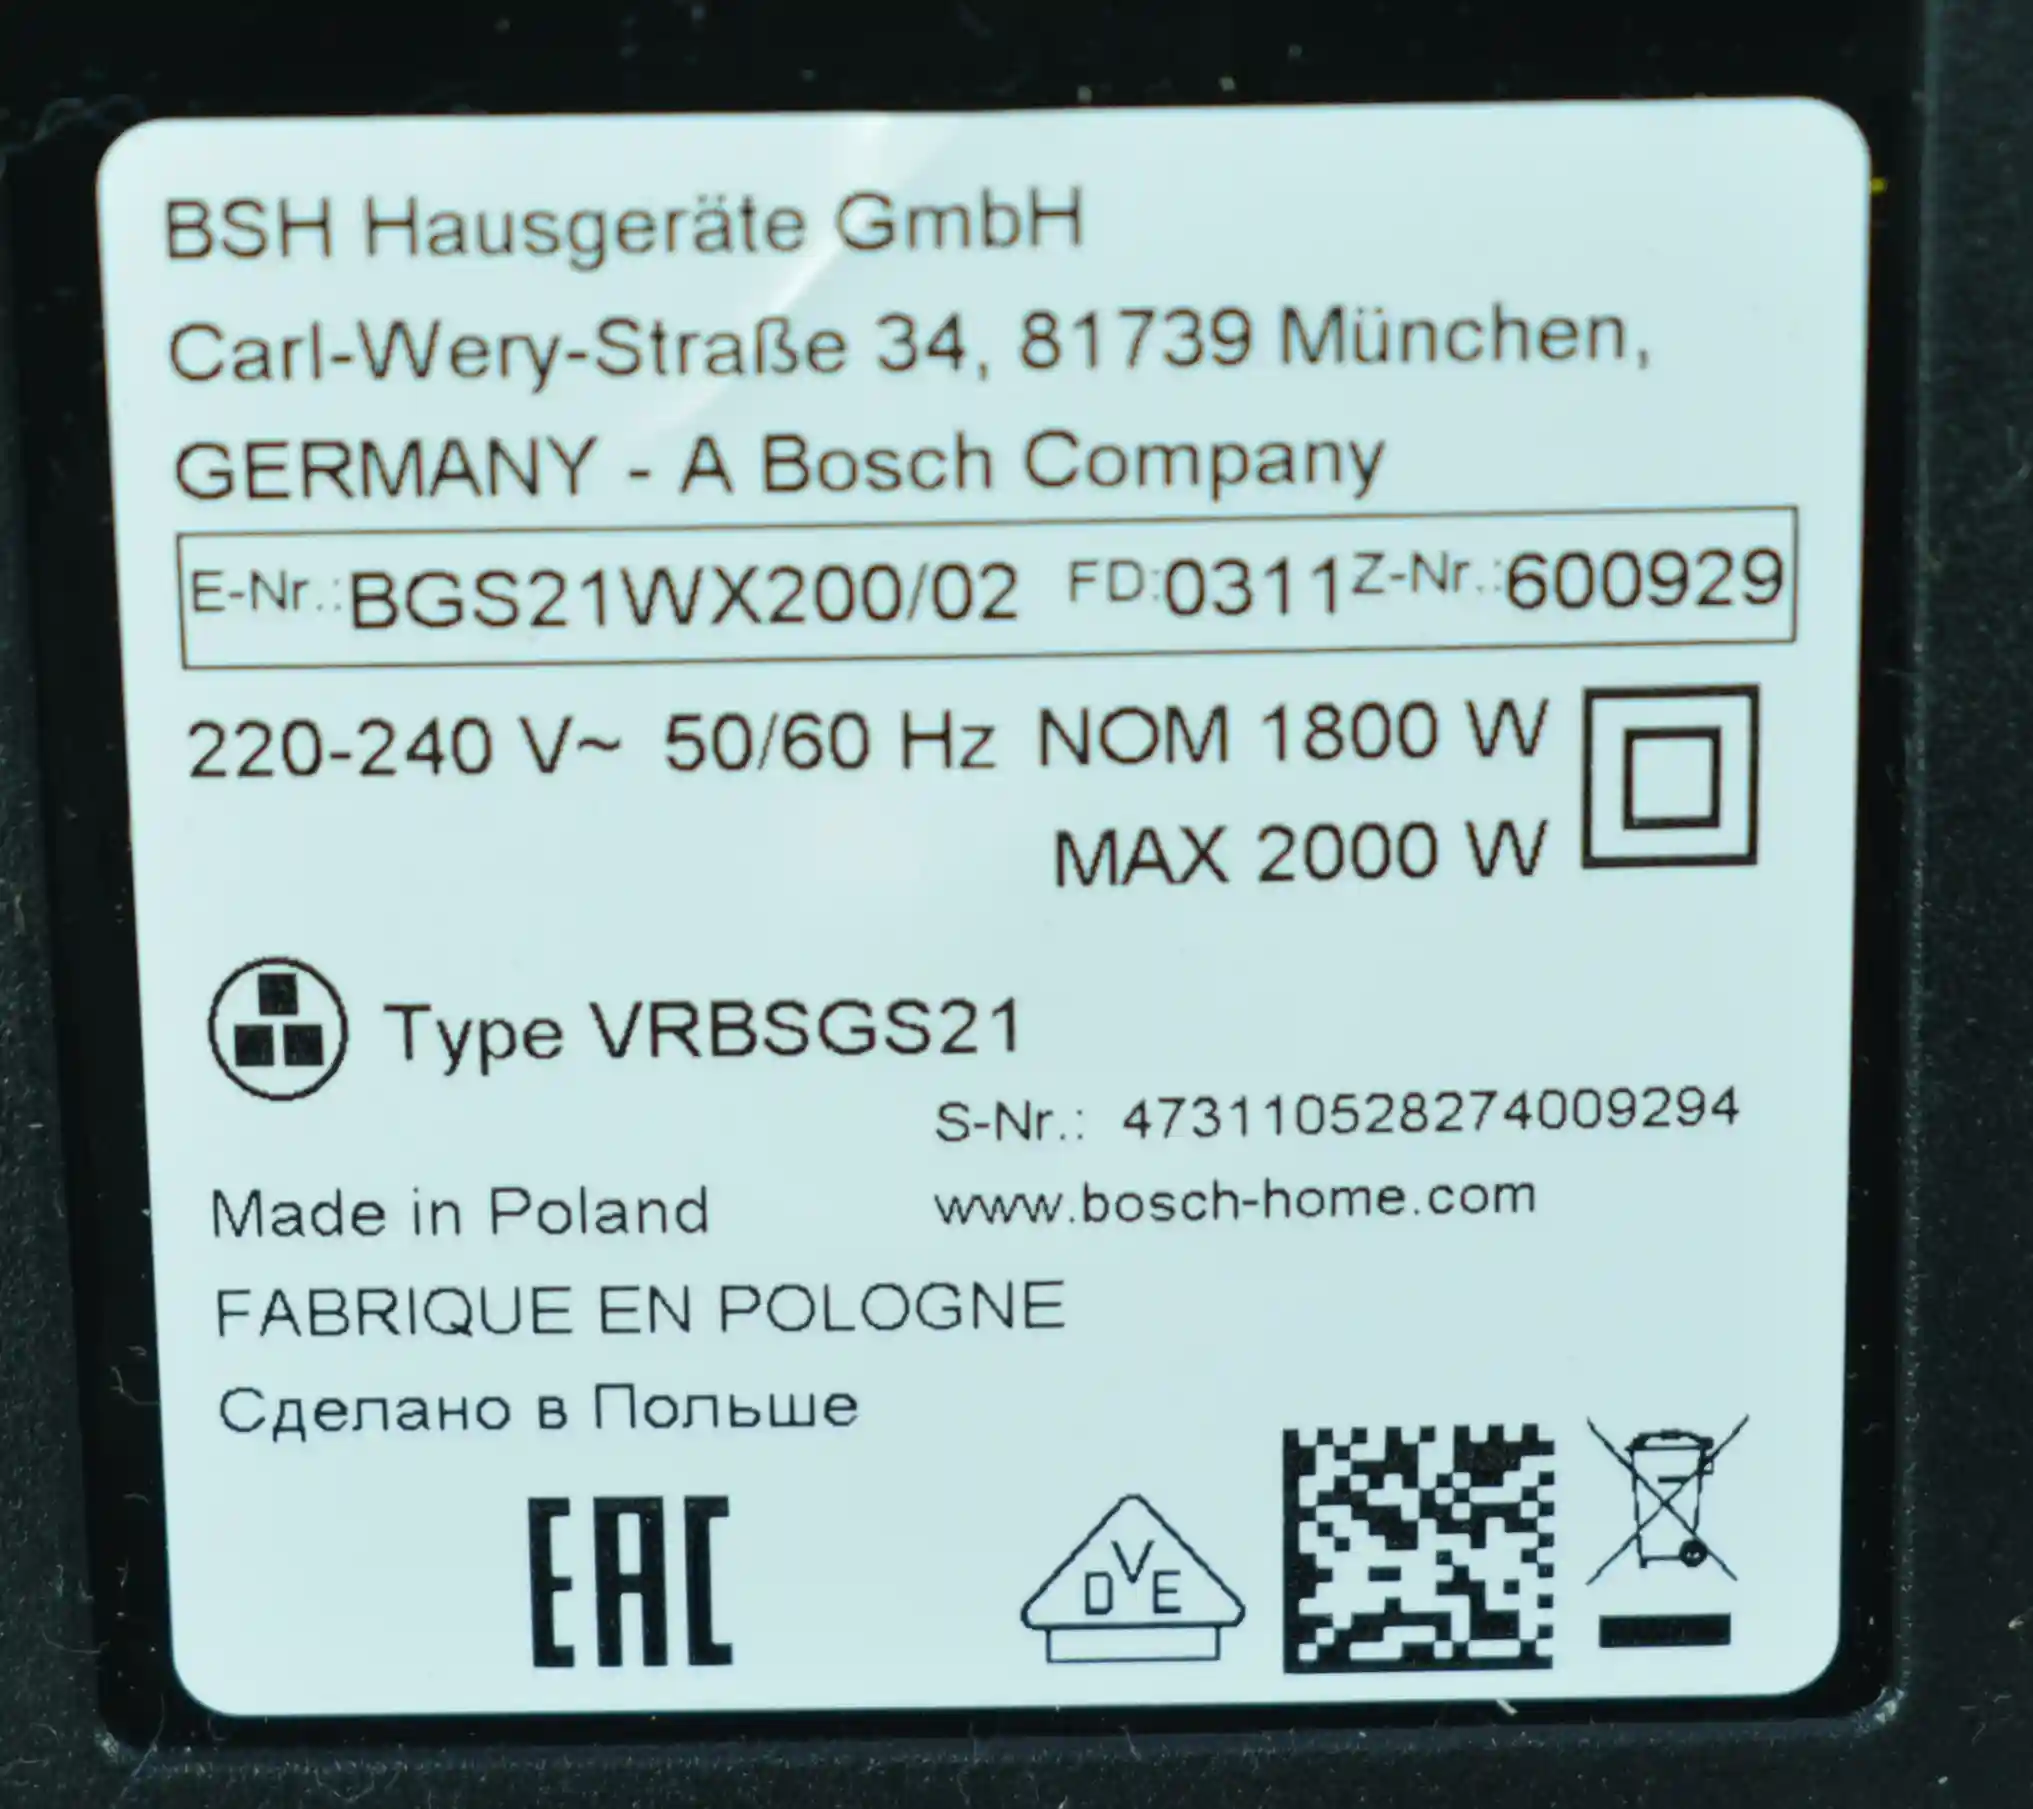 BSH Hausgeräte GmbH
Carl-Wery-Straße 34, 81739 München,
GERMANY - A Bosch Company
E-Nr.:BGS21WX200/02 FD:0311 Z-Nr.:600929
220-240 V~ 50/60 Hz NOM 1800 W
MAX 2000 W
Type VRBSGS21
S-Nr.: 473110528274009294
Made in Poland www.bosch-home.com
FABRIQUE EN POLOGNE
Сделано в Польше
EAC
DVE